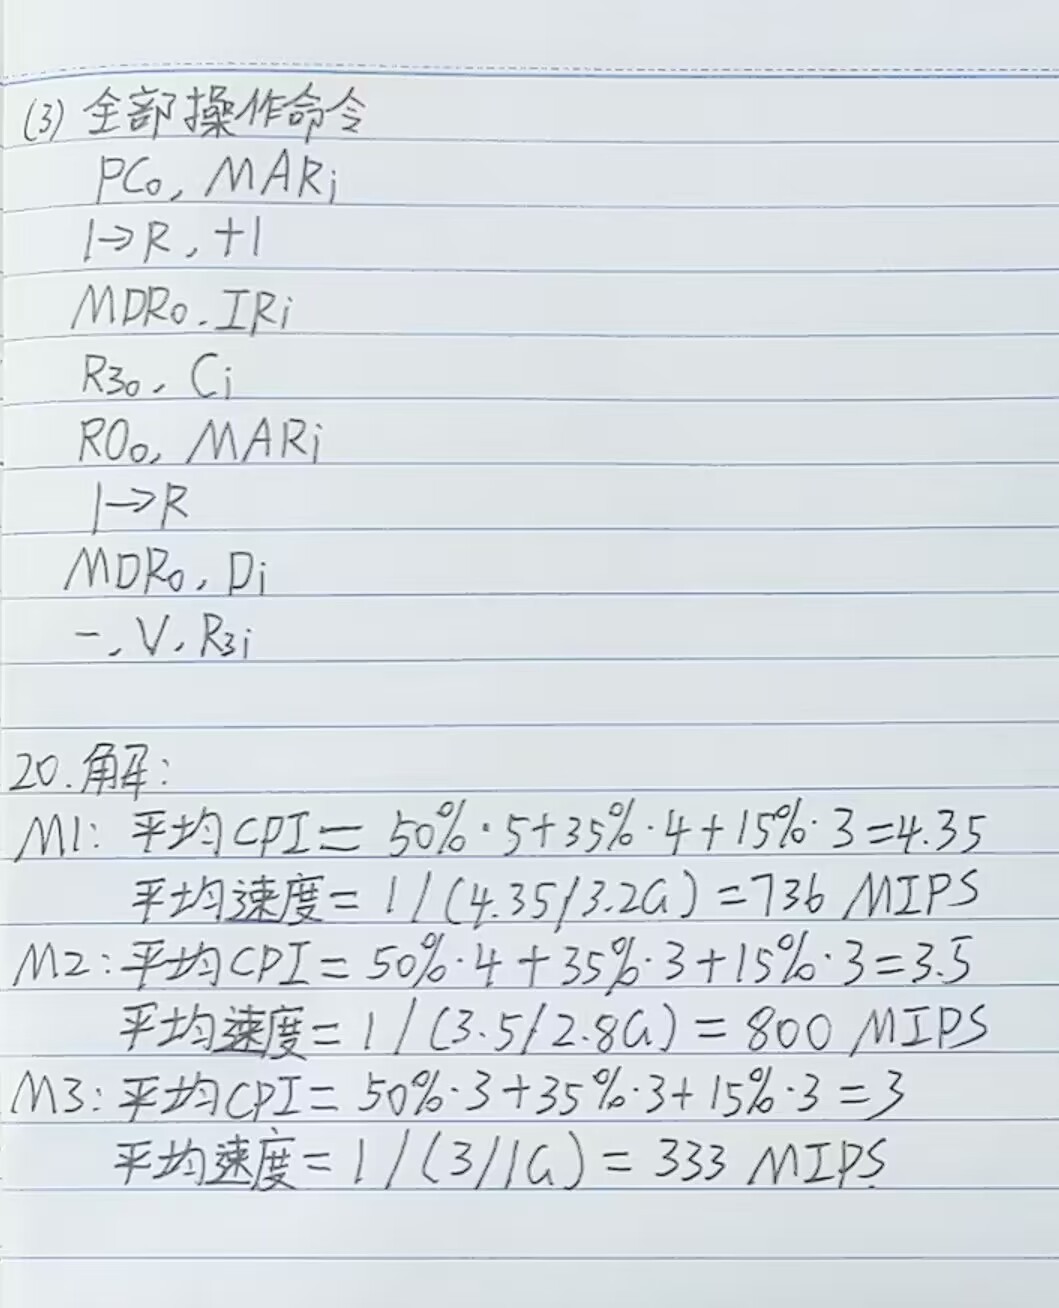 (3) 全部操作命令
PCo, MARi
1→R, +1
MDRo. IRi
R3o, Ci
R0o, MARi
1→R
MDRo, Di
-, V, R3i
20. 解:
M1: 平均CPI = 50%·5+35%·4+15%·3=4.35
平均速度 = 1/(4.35/3.2G) = 736 MIPS
M2: 平均CPI = 50%·4+35%·3+15%·3=3.5
平均速度 = 1/(3.5/2.8G) = 800 MIPS
M3: 平均CPI = 50%·3+35%·3+15%·3=3
平均速度 = 1/(3/1G) = 333 MIPS